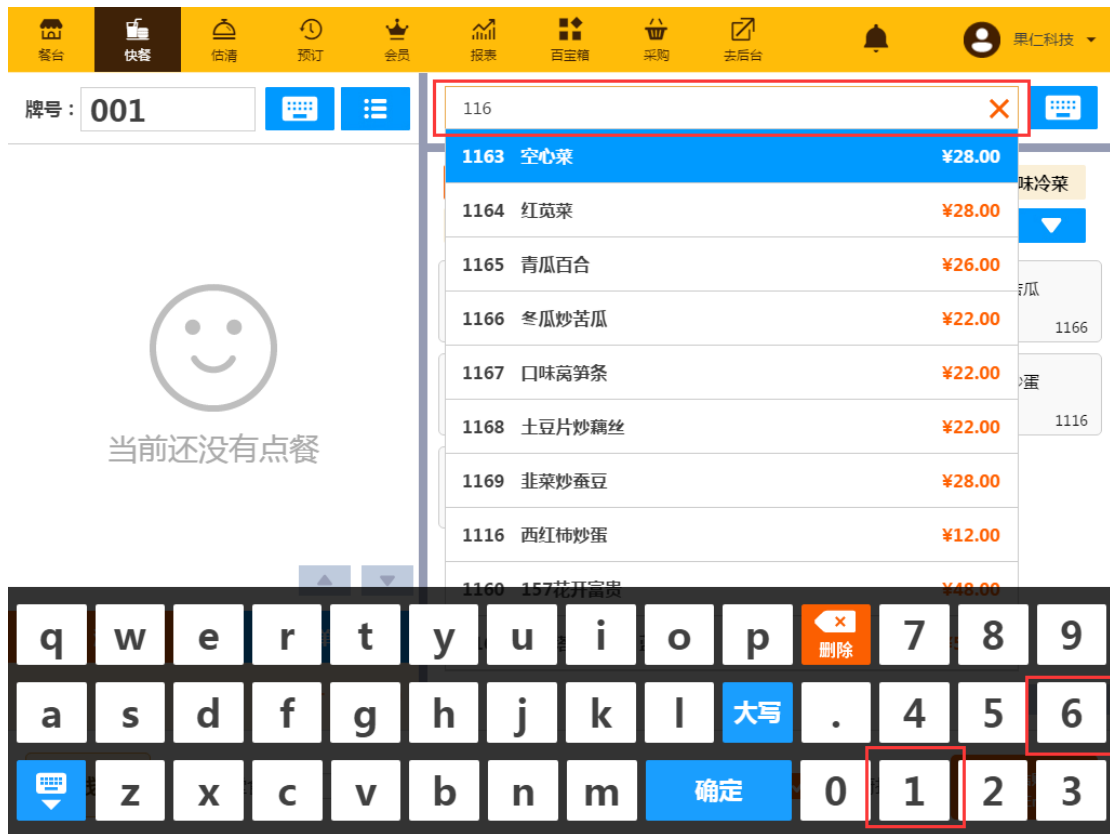 餐台 快餐 估清 预订 会员 报表 百宝箱 采购 去后台 果仁科技
牌号： 001
116
1163 空心菜 ¥28.00
味冷菜
1164 红苋菜 ¥28.00
1165 青瓜百合 ¥26.00
瓜
1166 冬瓜炒苦瓜 ¥22.00
1166
1167 口味莴笋条 ¥22.00
蛋
1168 土豆片炒藕丝 ¥22.00
1116
当前还没有点餐
1169 韭菜炒蚕豆 ¥28.00
1116 西红柿炒蛋 ¥12.00
1160 157花开富贵 ¥48.00
q w e r t y u i o p 删除 7 8 9
a s d f g h j k l 大写 . 4 5 6
z x c v b n m 确定 0 1 2 3